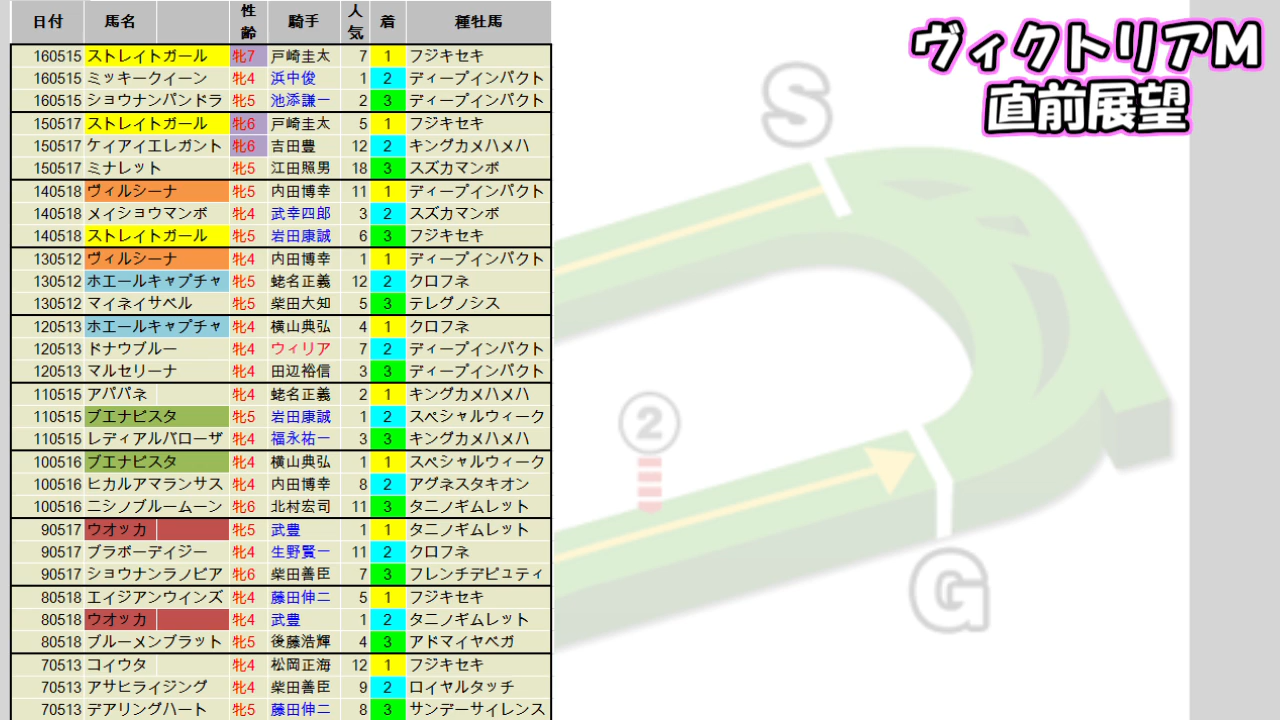 日付 馬名 性齢 騎手 人気 着 種牡馬
160515 ストレイトガール 牝7 戸崎圭太 7 1 フジキセキ
160515 ミッキークイーン 牝4 浜中俊 1 2 ディープインパクト
160515 ショウナンパンドラ 牝5 池添謙一 2 3 ディープインパクト
150517 ストレイトガール 牝6 戸崎圭太 5 1 フジキセキ
150517 ケイアイエレガント 牝6 吉田豊 12 2 キングカメハメハ
150517 ミナレット 牝5 江田照男 18 3 スズカマンボ
140518 ヴィルシーナ 牝5 内田博幸 11 1 ディープインパクト
140518 メイショウマンボ 牝4 武幸四郎 3 2 スズカマンボ
140518 ストレイトガール 牝5 岩田康誠 6 3 フジキセキ
130512 ヴィルシーナ 牝4 内田博幸 1 1 ディープインパクト
130512 ホエールキャプチャ 牝5 蛯名正義 12 2 クロフネ
130512 マイネイサベル 牝5 柴田大知 5 3 テレグノシス
120513 ホエールキャプチャ 牝4 横山典弘 4 1 クロフネ
120513 ドナウブルー 牝4 ウィリア 7 2 ディープインパクト
120513 マルセリーナ 牝4 田辺裕信 3 3 ディープインパクト
110515 アパパネ 牝4 蛯名正義 2 1 キングカメハメハ
110515 ブエナビスタ 牝5 岩田康誠 1 2 スペシャルウィーク
110515 レディアルバローザ 牝4 福永祐一 3 3 キングカメハメハ
100516 ブエナビスタ 牝4 横山典弘 1 1 スペシャルウィーク
100516 ヒカルアマランサス 牝4 内田博幸 8 2 アグネスタキオン
100516 ニシノブルームーン 牝6 北村宏司 11 3 タニノギムレット
90517 ウオッカ 牝5 武豊 1 1 タニノギムレット
90517 ブラボーデイジー 牝4 生野賢一 11 2 クロフネ
90517 ショウナンラノビア 牝6 柴田善臣 7 3 フレンチデピュティ
80518 エイジアンウインズ 牝4 藤田伸二 5 1 フジキセキ
80518 ウオッカ 牝4 武豊 1 2 タニノギムレット
80518 ブルーメンブラット 牝5 後藤浩輝 4 3 アドマイヤベガ
70513 コイウタ 牝4 松岡正海 12 1 フジキセキ
70513 アサヒライジング 牝4 柴田善臣 9 2 ロイヤルタッチ
70513 デアリングハート 牝5 藤田伸二 8 3 サンデーサイレンス
ヴィクトリアM
直前展望
S
2
G